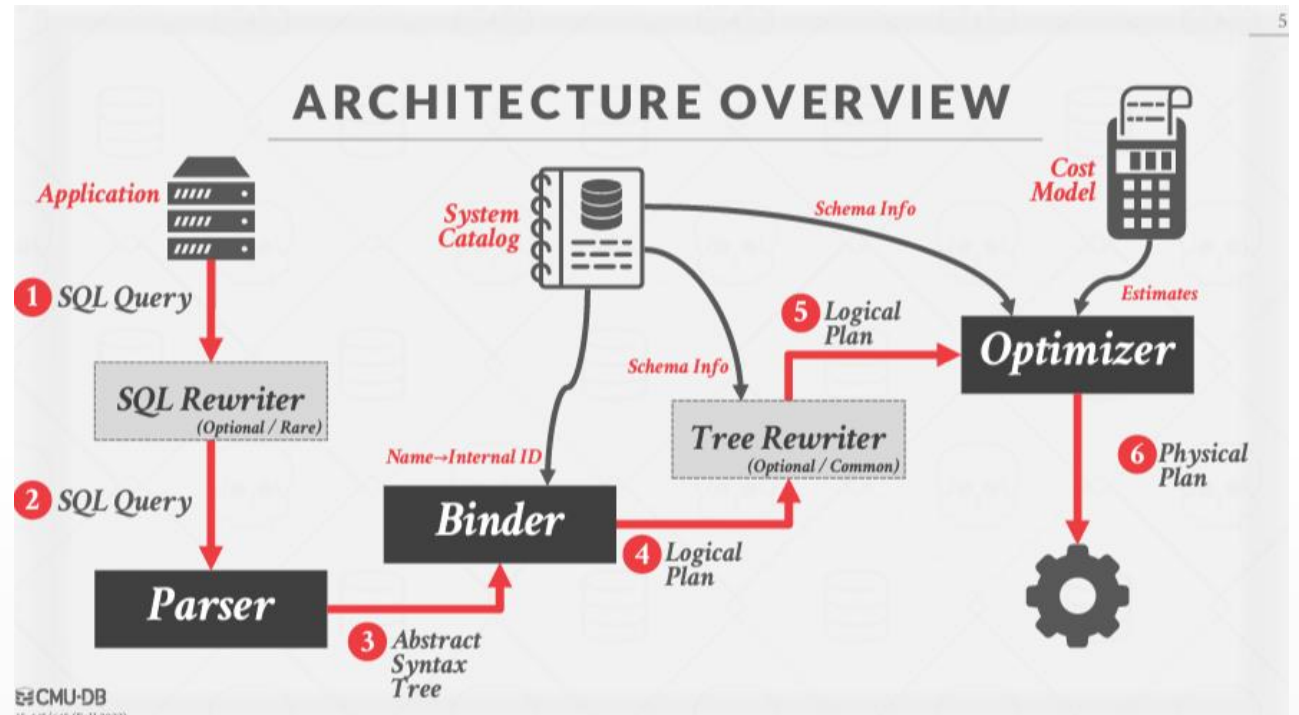 5
ARCHITECTURE OVERVIEW
Application
System
Catalog
Cost
Model
Schema Info
1 SQL Query
Estimates
5 Logical
Plan
Optimizer
Schema Info
SQL Rewriter
(Optional / Rare)
Tree Rewriter
(Optional / Common)
Name→Internal ID
6 Physical
Plan
2 SQL Query
Binder
4 Logical
Plan
Parser
3 Abstract
Syntax
Tree
CMU·DB